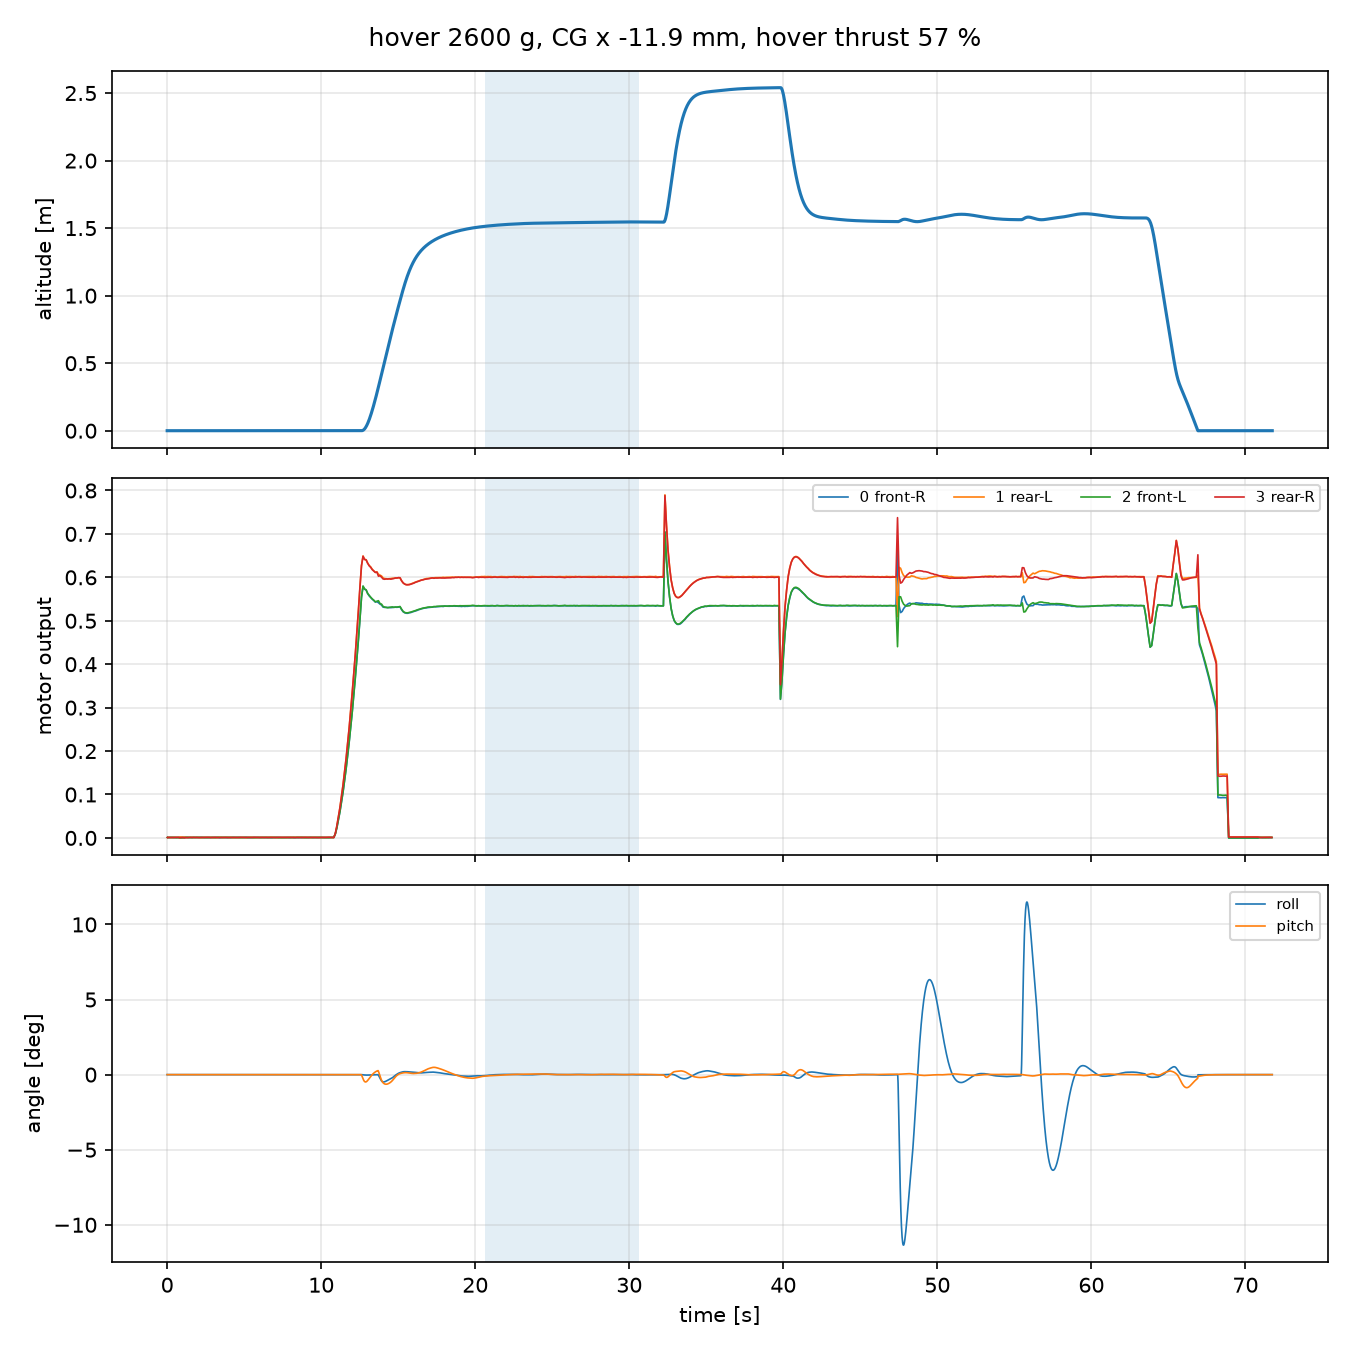 hover 2600 g, CG x -11.9 mm, hover thrust 57 %
altitude [m]
2.5
2.0
1.5
1.0
0.5
0.0
motor output
0.8
0.7
0.6
0.5
0.4
0.3
0.2
0.1
0.0
0 front-R 1 rear-L 2 front-L 3 rear-R
angle [deg]
10
5
0
−5
−10
roll
pitch
0 10 20 30 40 50 60 70
time [s]